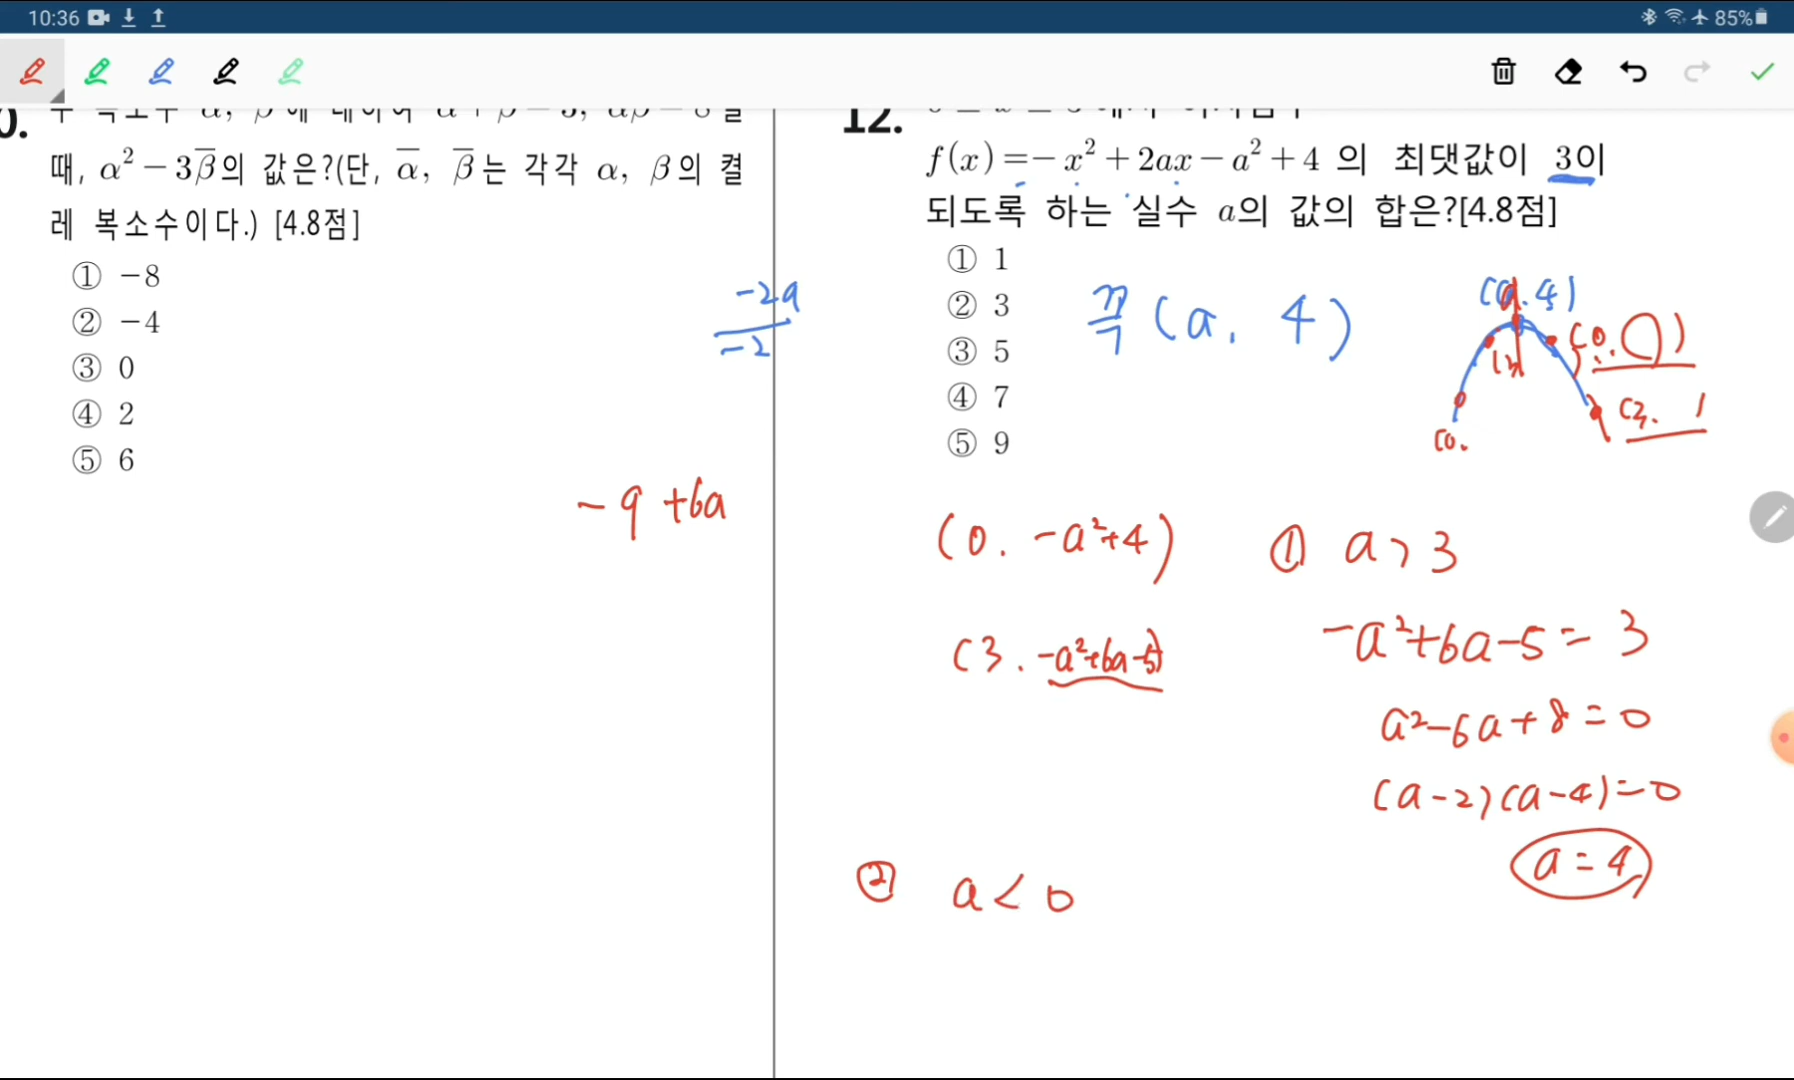 10:36
85%
때, α² − 3β̅의 값은?(단, α̅, β̅는 각각 α, β의 켤
레 복소수이다.) [4.8점]
① −8
② −4
③ 0
④ 2
⑤ 6
-2a
-2
-9 +6a
12.
f(x) = − x² + 2ax − a² + 4 의 최댓값이 3이
되도록 하는 실수 a의 값의 합은?[4.8점]
① 1
② 3
③ 5
④ 7
⑤ 9
(a, 4)
(a. 4)
(0.
(3.
(0.
(0. -a²+4)
(3. -a²+6a-5)
① a > 3
-a²+6a-5 = 3
a²-6a+8 = 0
(a-2)(a-4)=0
a = 4
② a < 0